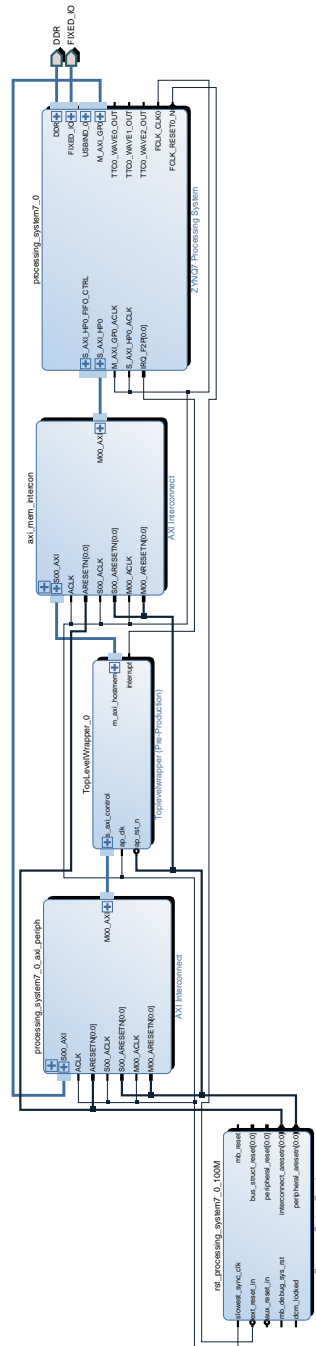 DDR
FIXED_IO
processing_system7_0
DDR
FIXED_IO
USBIND_0
M_AXI_GP0
TTC0_WAVE0_OUT
TTC0_WAVE1_OUT
TTC0_WAVE2_OUT
FCLK_CLK0
FCLK_RESET0_N
S_AXI_HP0_FIFO_CTRL
S_AXI_HP0
M_AXI_GP0_ACLK
S_AXI_HP0_ACLK
IRQ_F2P[0:0]
ZYNQ7 Processing System
axi_mem_intercon
M00_AXI
S00_AXI
ACLK
ARESETN[0:0]
S00_ACLK
S00_ARESETN[0:0]
M00_ACLK
M00_ARESETN[0:0]
AXI Interconnect
TopLevelWrapper_0
m_axi_hostmem
interrupt
s_axi_control
ap_clk
ap_rst_n
Toplevelwrapper (Pre-Production)
processing_system7_0_axi_periph
M00_AXI
S00_AXI
ACLK
ARESETN[0:0]
S00_ACLK
S00_ARESETN[0:0]
M00_ACLK
M00_ARESETN[0:0]
AXI Interconnect
rst_processing_system7_0_100M
mb_reset
bus_struct_reset[0:0]
peripheral_reset[0:0]
interconnect_aresetn[0:0]
peripheral_aresetn[0:0]
slowest_sync_clk
ext_reset_in
aux_reset_in
mb_debug_sys_rst
dcm_locked